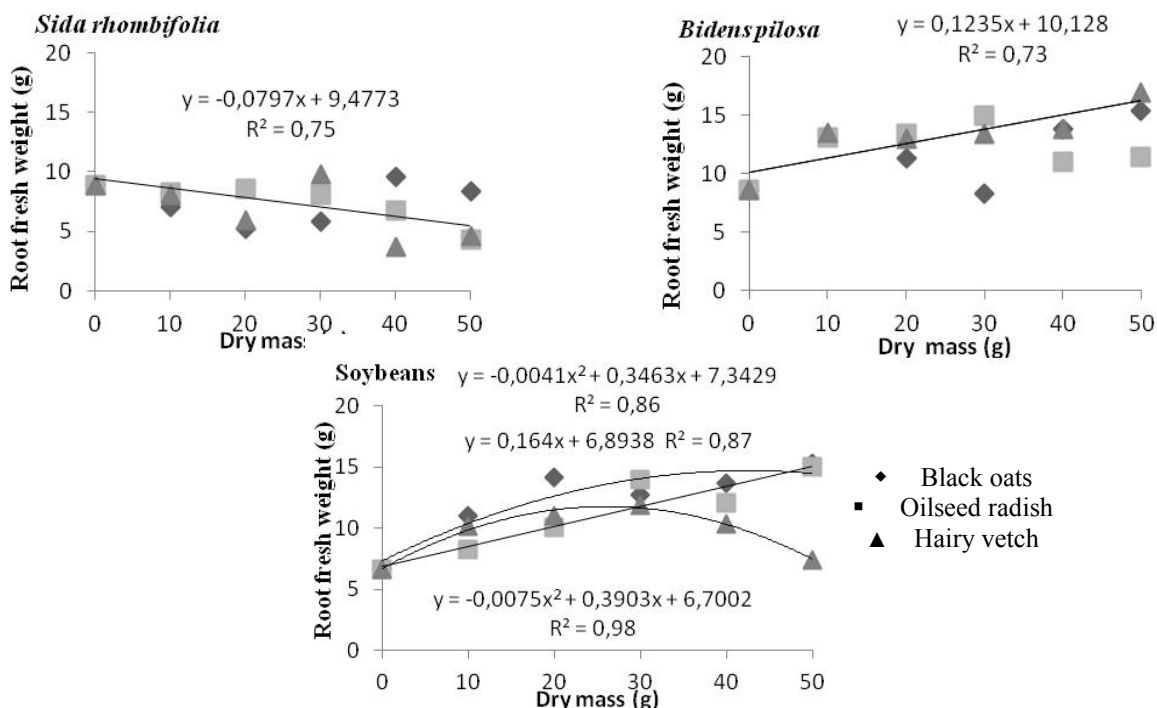 Sida rhombifolia
Root fresh weight (g)
20
15
10
5
0
y = -0,0797x + 9,4773
R² = 0,75
0 10 20 30 40 50
Dry mass
Bidens pilosa
Root fresh weight (g)
20
15
10
5
0
y = 0,1235x + 10,128
R² = 0,73
0 10 20 30 40 50
Dry mass (g)
Soybeans
Root fresh weight (g)
20
15
10
5
0
y = -0,0041x² + 0,3463x + 7,3429
R² = 0,86
y = 0,164x + 6,8938 R² = 0,87
y = -0,0075x² + 0,3903x + 6,7002
R² = 0,98
0 10 20 30 40 50
Dry mass (g)
Black oats
Oilseed radish
Hairy vetch